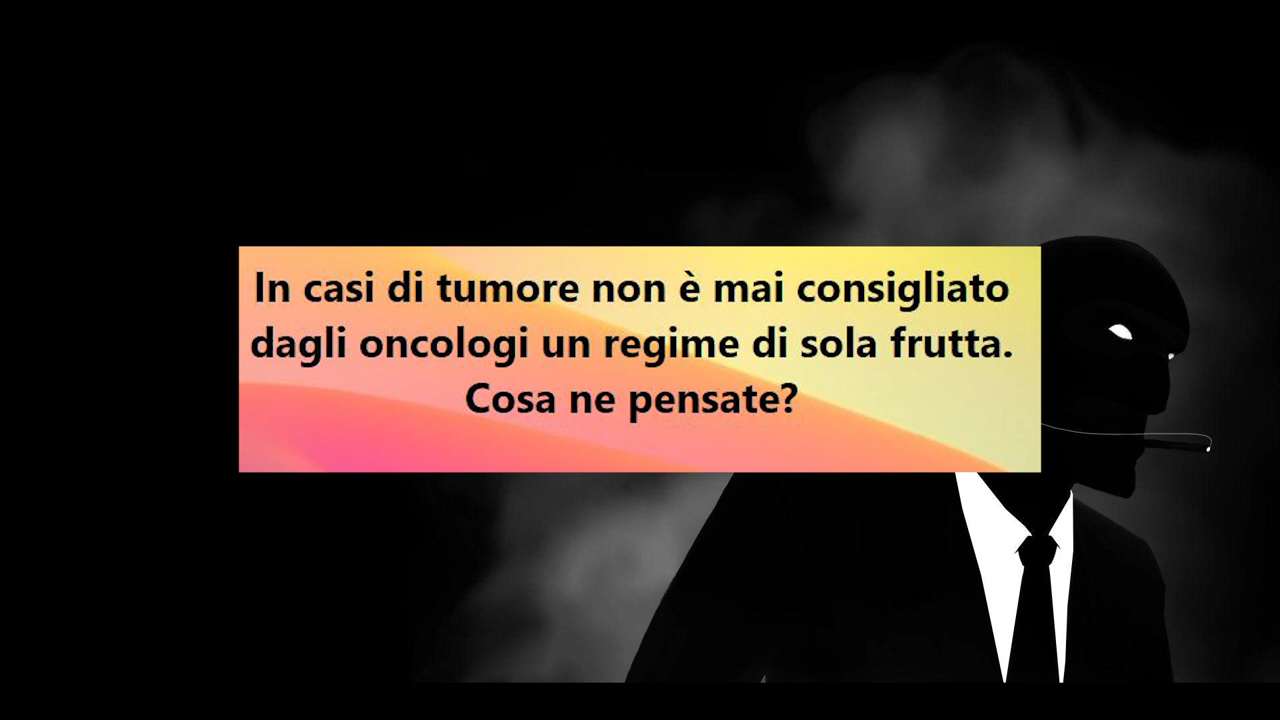 In casi di tumore non è mai consigliato
dagli oncologi un regime di sola frutta.
Cosa ne pensate?